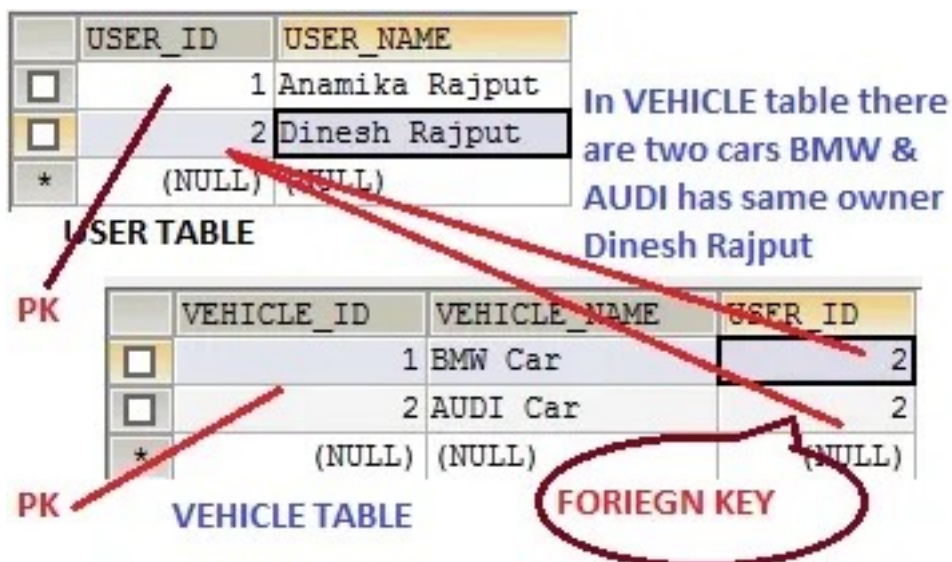 USER_ID USER_NAME
1 Anamika Rajput
2 Dinesh Rajput
* (NULL) (NULL)
USER TABLE
In VEHICLE table there
are two cars BMW &
AUDI has same owner
Dinesh Rajput
PK
VEHICLE_ID VEHICLE_NAME USER_ID
1 BMW Car 2
2 AUDI Car 2
* (NULL) (NULL) (NULL)
PK
VEHICLE TABLE
FORIEGN KEY